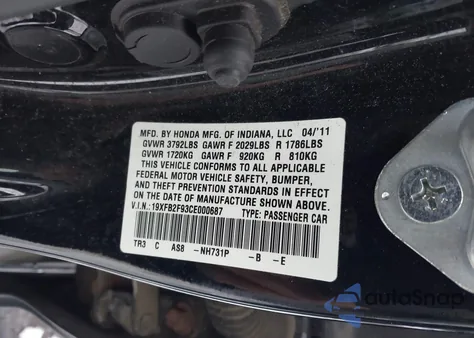 MFD. BY HONDA MFG. OF INDIANA, LLC 04/'11
GVWR 3792LBS GAWR F 2029LBS R 1786LBS
GVWR 1720KG GAWR F 920KG R 810KG
THIS VEHICLE CONFORMS TO ALL APPLICABLE
FEDERAL MOTOR VEHICLE SAFETY, BUMPER,
AND THEFT PREVENTION STANDARDS IN EFFECT
ON THE DATE OF MANUFACTURE SHOWN ABOVE.
V.I.N.: 19XFB2F93CE000687 TYPE: PASSENGER CAR
TR3 C AS8 -NH731P -B -E
autoSnap